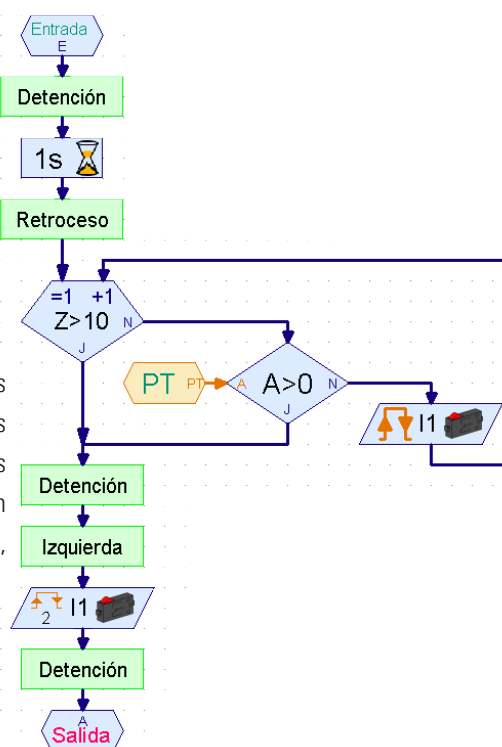 Entrada
E
Detención
1s
Retroceso
=1 +1
Z>10 N
J
PT PT
A A>0 N
J
I1
s
s
s
n
,
Detención
Izquierda
2 I1
Detención
A
Salida